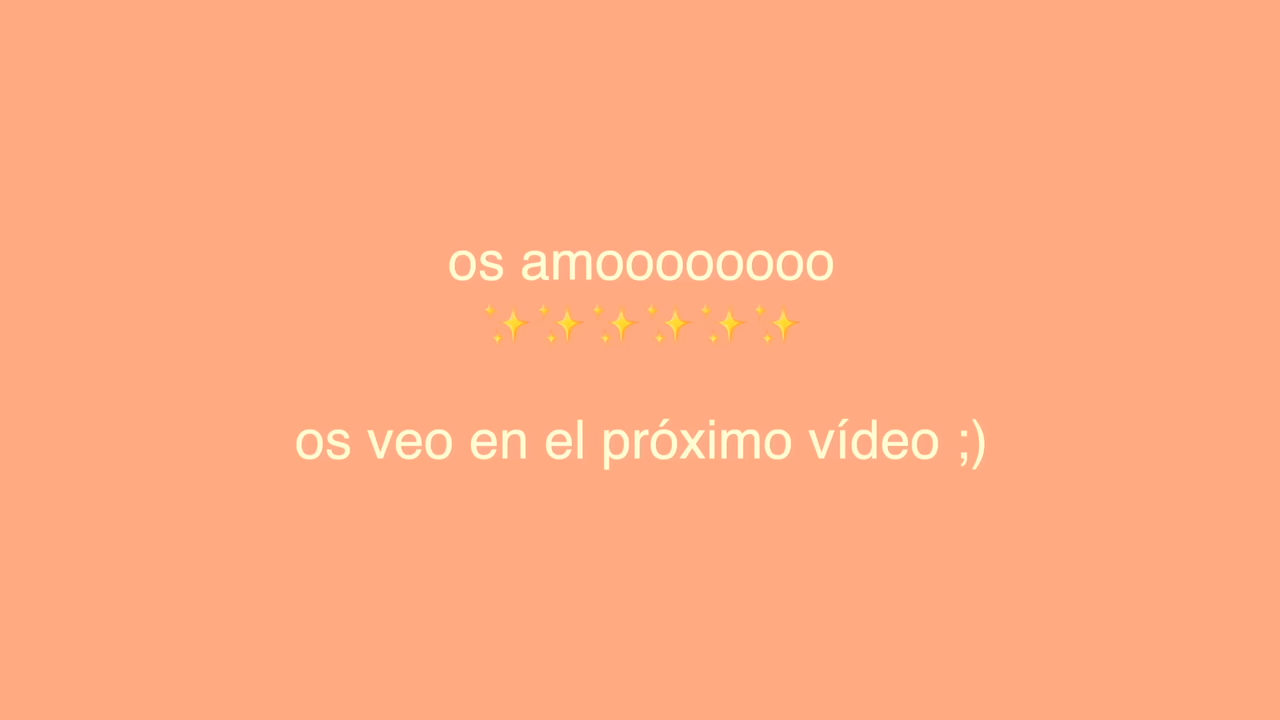 os amoooooooo
✨✨✨✨✨✨
os veo en el próximo vídeo ;)